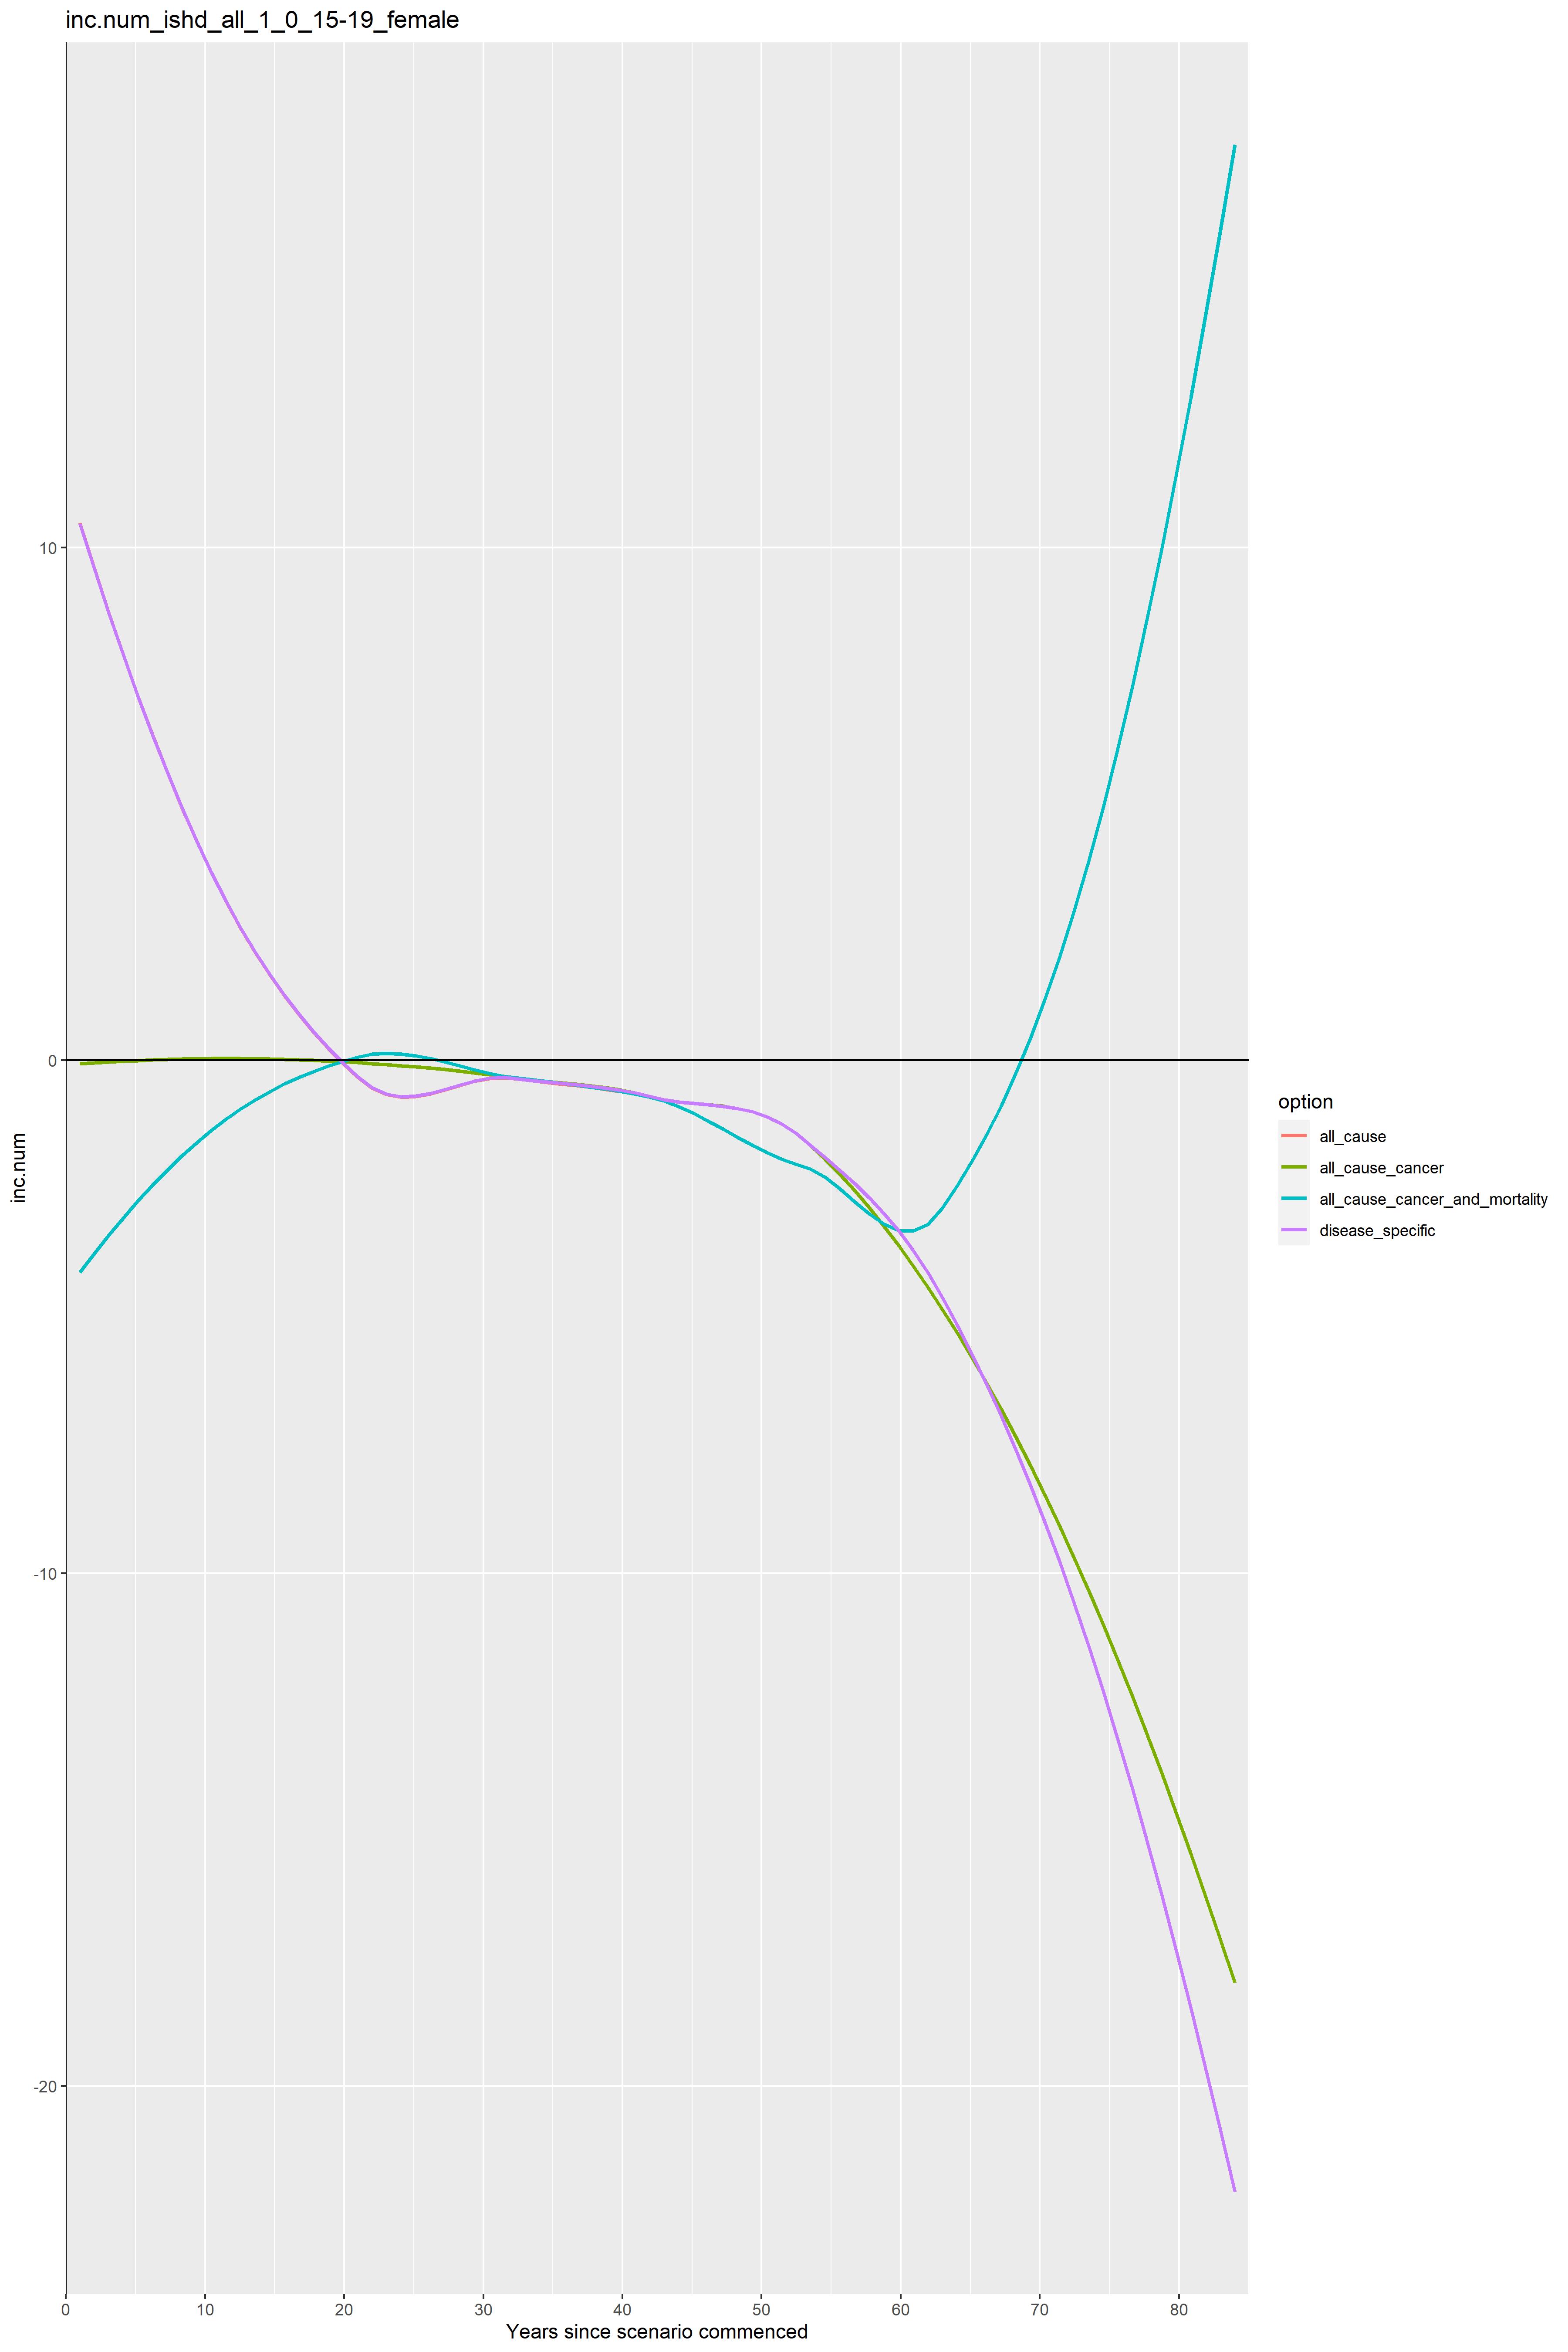 inc.num_ishd_all_1_0_15-19_female
10
0
-10
-20
inc.num
0 10 20 30 40 50 60 70 80
Years since scenario commenced
option
all_cause
all_cause_cancer
all_cause_cancer_and_mortality
disease_specific